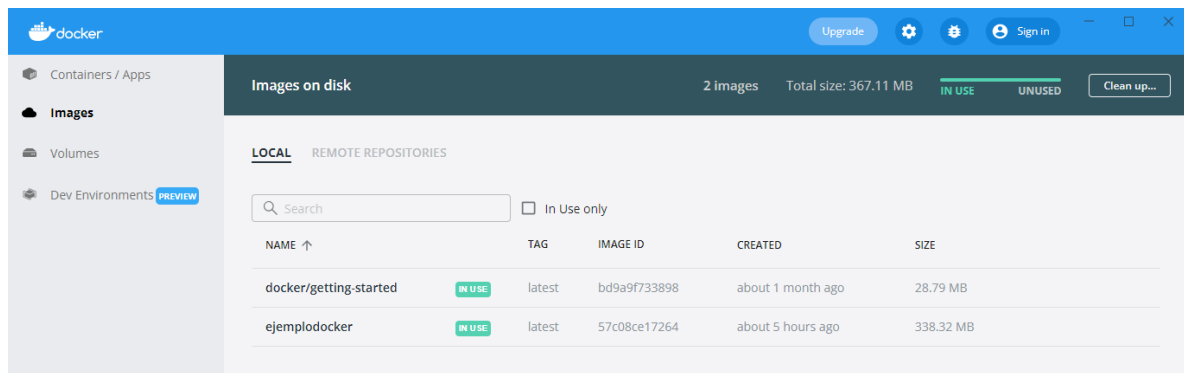 docker
Upgrade
Sign in
Containers / Apps
Images
Volumes
Dev Environments PREVIEW
Images on disk
2 images Total size: 367.11 MB IN USE UNUSED Clean up...
LOCAL REMOTE REPOSITORIES
Search
In Use only
NAME TAG IMAGE ID CREATED SIZE
docker/getting-started IN USE latest bd9a9f733898 about 1 month ago 28.79 MB
ejemplodocker IN USE latest 57c08ce17264 about 5 hours ago 338.32 MB